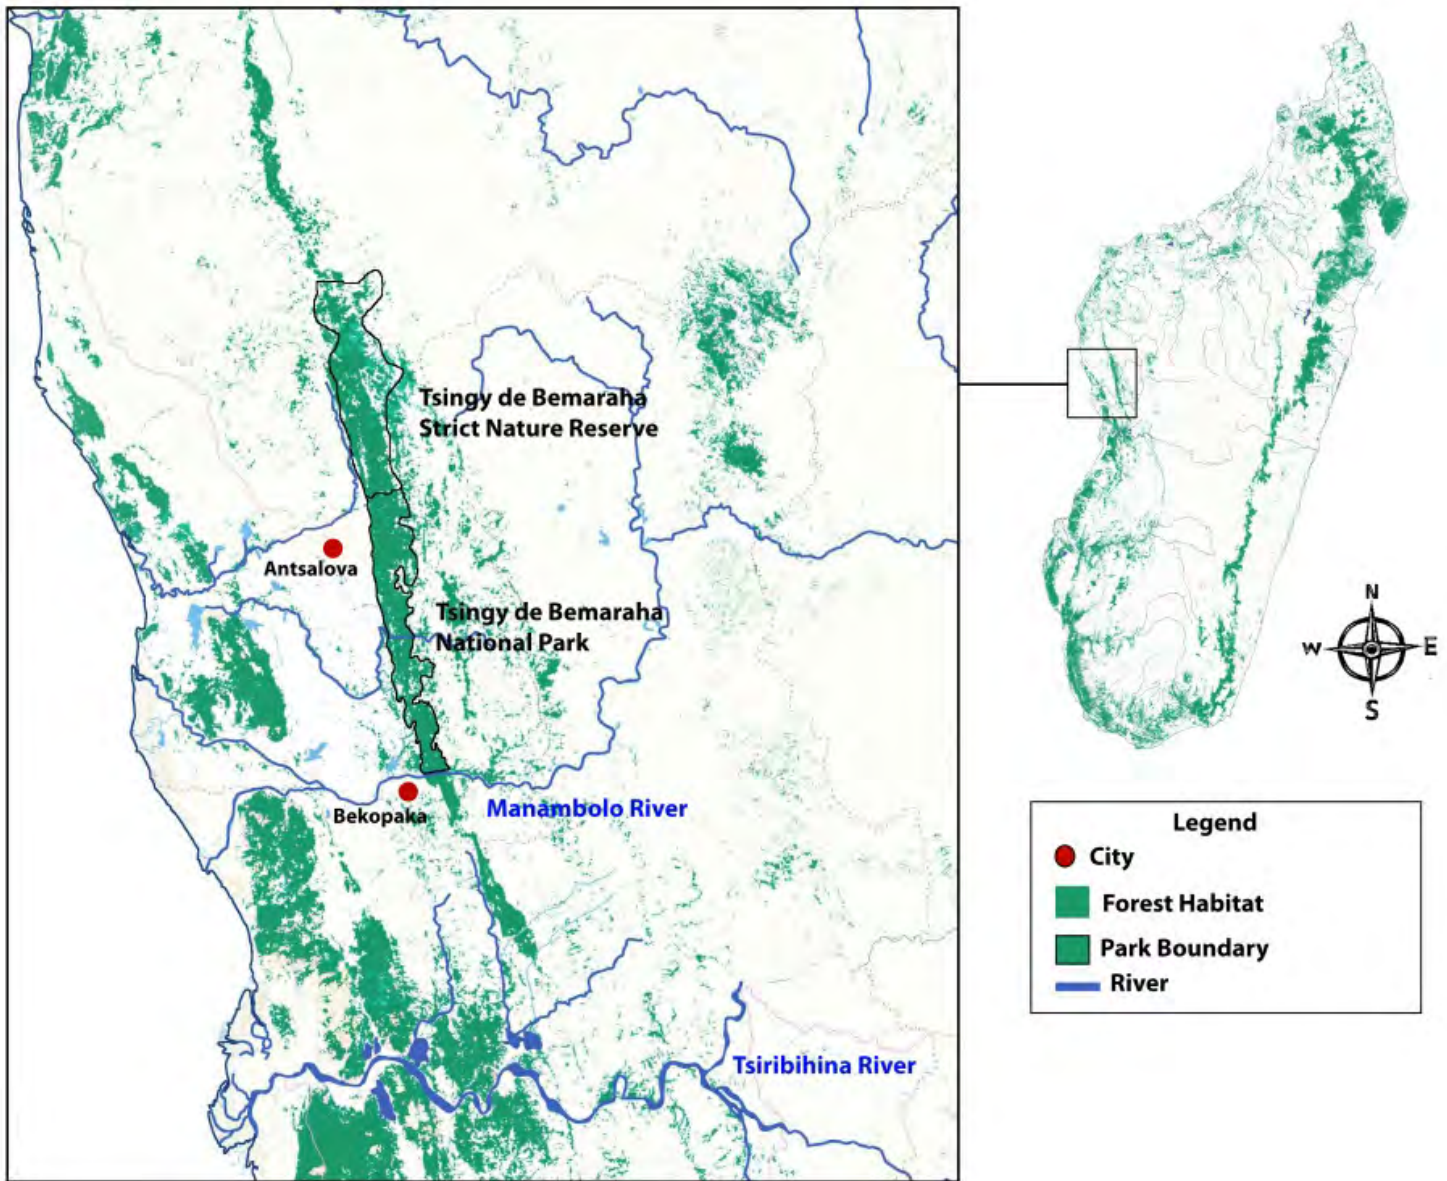 Tsingy de Bemaraha
Strict Nature Reserve
Antsalova
Tsingy de Bemaraha
National Park
Bekopaka
Manambolo River
Tsiribihina River
N
W
E
S
Legend
City
Forest Habitat
Park Boundary
River